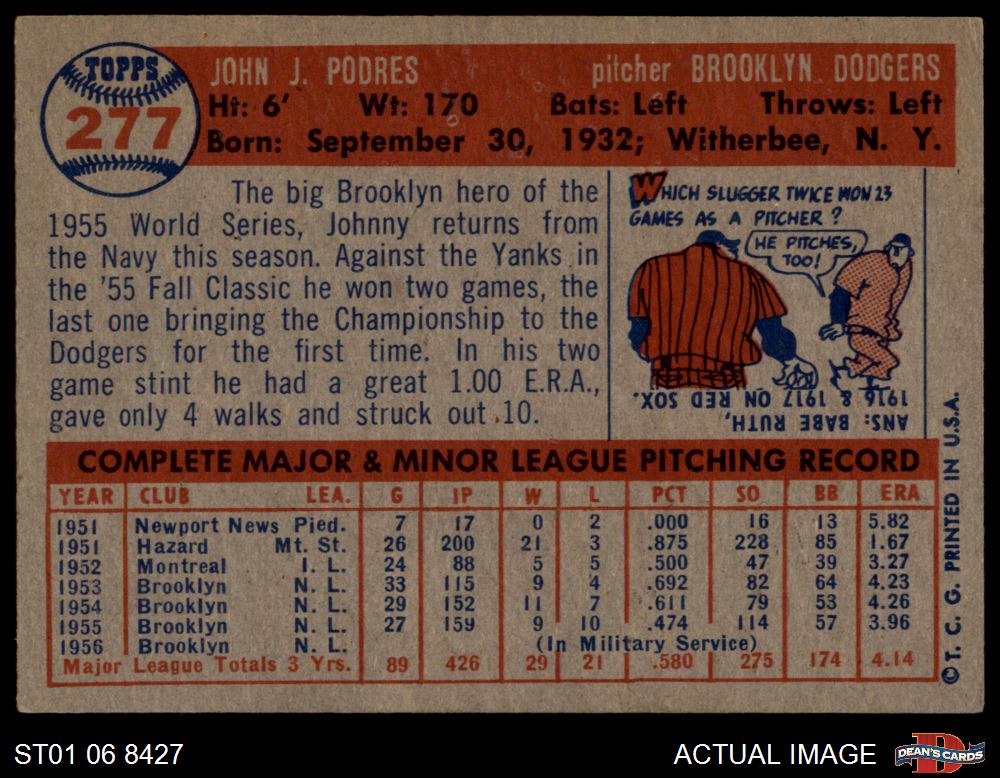 TOPPS
277
JOHN J. PODRES pitcher BROOKLYN DODGERS
Ht: 6' Wt: 170 Bats: Left Throws: Left
Born: September 30, 1932; Witherbee, N. Y.
The big Brooklyn hero of the
1955 World Series, Johnny returns from
the Navy this season. Against the Yanks in
the '55 Fall Classic he won two games, the
last one bringing the Championship to the
Dodgers for the first time. In his two
game stint he had a great 1.00 E.R.A.,
gave only 4 walks and struck out 10.
WHICH SLUGGER TWICE WON 23
GAMES AS A PITCHER?
HE PITCHES,
TOO!
ANS: BABE RUTH,
1916 & 1917 ON RED SOX.
COMPLETE MAJOR & MINOR LEAGUE PITCHING RECORD
YEAR CLUB LEA. G IP W L PCT SO BB ERA
1951 Newport News Pied. 7 17 0 2 .000 16 13 5.82
1951 Hazard Mt. St. 26 200 21 3 .875 228 85 1.67
1952 Montreal I. L. 24 88 5 5 .500 47 39 3.27
1953 Brooklyn N. L. 33 115 9 4 .692 82 64 4.23
1954 Brooklyn N. L. 29 152 11 7 .611 79 53 4.26
1955 Brooklyn N. L. 27 159 9 10 .474 114 57 3.96
1956 Brooklyn N. L. (In Military Service)
Major League Totals 3 Yrs. 89 426 29 21 .580 275 174 4.14
© T. C. G. PRINTED IN U.S.A.
ST01 06 8427
ACTUAL IMAGE
D
DEAN'S CARDS